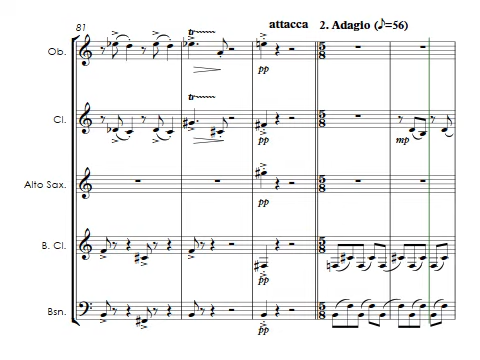 attacca 2. Adagio (♪=56)
81
tr
Ob.
pp
5
8
tr
Cl.
pp
5
8
mp
Alto Sax.
pp
5
8
B. Cl.
pp
5
8
Bsn.
pp
5
8